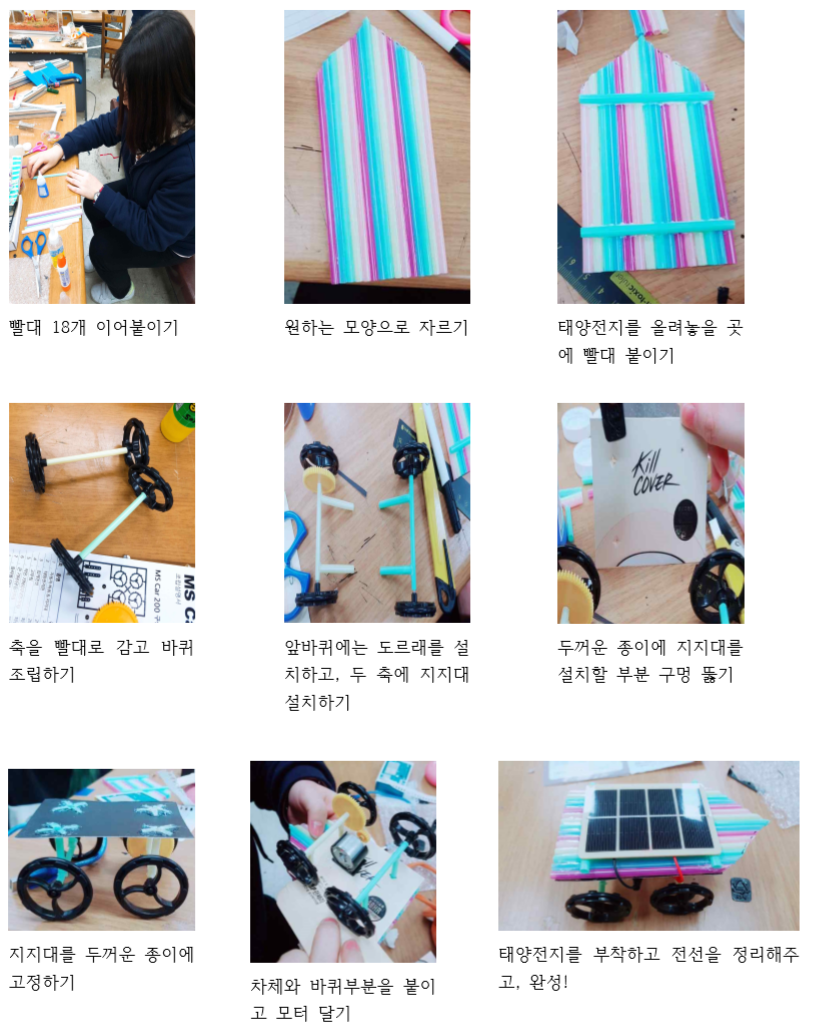 빨대 18개 이어붙이기
원하는 모양으로 자르기
태양전지를 올려놓을 곳
에 빨대 붙이기
MS Car 200
MS Ca
Kill
COVER
축을 빨대로 감고 바퀴
조립하기
앞바퀴에는 도르래를 설
치하고, 두 축에 지지대
설치하기
두꺼운 종이에 지지대를
설치할 부분 구멍 뚫기
지지대를 두꺼운 종이에
고정하기
차체와 바퀴부분을 붙이
고 모터 달기
태양전지를 부착하고 전선을 정리해주
고, 완성!